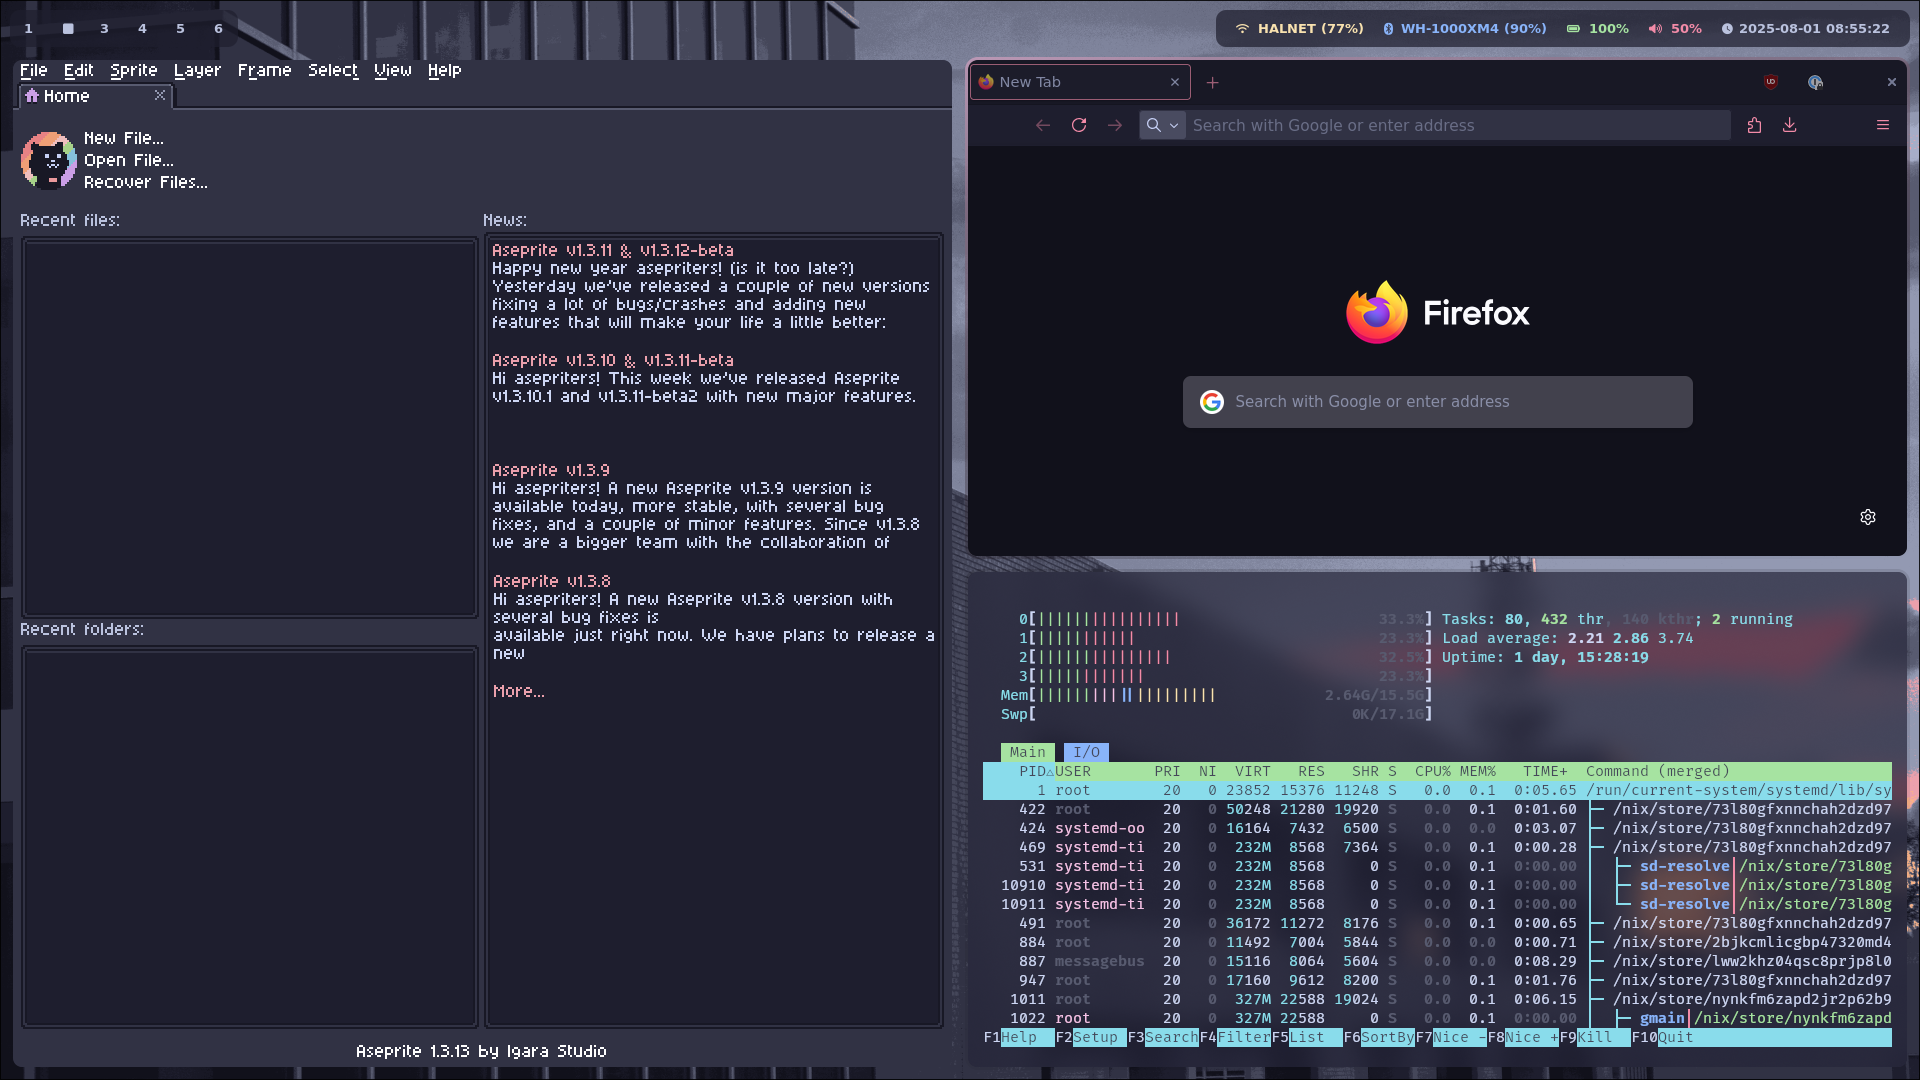 1 3 4 5 6
HALNET (77%) WH-1000XM4 (90%) 100% 50% 2025-08-01 08:55:22
File Edit Sprite Layer Frame Select View Help
Home
New File...
Open File...
Recover Files...
Recent files:
Recent folders:
News:
Aseprite v1.3.11 & v1.3.12-beta
Happy new year asepriters! (is it too late?)
Yesterday we've released a couple of new versions
fixing a lot of bugs/crashes and adding new
features that will make your life a little better:
Aseprite v1.3.10 & v1.3.11-beta
Hi asepriters! This week we've released Aseprite
v1.3.10.1 and v1.3.11-beta2 with new major features.
Aseprite v1.3.9
Hi asepriters! A new Aseprite v1.3.9 version is
available today, more stable, with several bug
fixes, and a couple of minor features. Since v1.3.8
we are a bigger team with the collaboration of
Aseprite v1.3.8
Hi asepriters! A new Aseprite v1.3.8 version with
several bug fixes is
available just right now. We have plans to release a
new
More...
Aseprite 1.3.13 by Igara Studio
New Tab
Search with Google or enter address
Firefox
Search with Google or enter address
0[||||||||||||||||    33.3%] Tasks: 80, 432 thr, 140 kthr; 2 running
1[|||||||||||    23.3%] Load average: 2.21 2.86 3.74
2[|||||||||||||||    32.5%] Uptime: 1 day, 15:28:19
3[||||||||||||    23.3%]
Mem[||||||||||||||||||||    2.64G/15.5G]
Swp[    0K/17.1G]
Main I/O
PID△USER PRI NI VIRT RES SHR S CPU% MEM% TIME+ Command (merged)
1 root 20 0 23852 15376 11248 S 0.0 0.1 0:05.65 /run/current-system/systemd/lib/sy
422 root 20 0 50248 21280 19920 S 0.0 0.1 0:01.60 ├─ /nix/store/73l80gfxnnchah2dzd97
424 systemd-oo 20 0 16164 7432 6500 S 0.0 0.0 0:03.07 ├─ /nix/store/73l80gfxnnchah2dzd97
469 systemd-ti 20 0 232M 8568 7364 S 0.0 0.1 0:00.28 ├─ /nix/store/73l80gfxnnchah2dzd97
531 systemd-ti 20 0 232M 8568 0 S 0.0 0.1 0:00.00 │ ├─ sd-resolve│/nix/store/73l80g
10910 systemd-ti 20 0 232M 8568 0 S 0.0 0.1 0:00.00 │ ├─ sd-resolve│/nix/store/73l80g
10911 systemd-ti 20 0 232M 8568 0 S 0.0 0.1 0:00.00 │ └─ sd-resolve│/nix/store/73l80g
491 root 20 0 36172 11272 8176 S 0.0 0.1 0:00.65 ├─ /nix/store/73l80gfxnnchah2dzd97
884 root 20 0 11492 7004 5844 S 0.0 0.0 0:00.71 ├─ /nix/store/2bjkcmlicgbp47320md4
887 messagebus 20 0 15116 8064 5604 S 0.0 0.1 0:08.29 ├─ /nix/store/lww2khz04qsc8prjp8l0
947 root 20 0 17160 9612 8200 S 0.0 0.1 0:01.76 ├─ /nix/store/73l80gfxnnchah2dzd97
1011 root 20 0 327M 22588 19024 S 0.0 0.1 0:06.15 ├─ /nix/store/nynkfm6zapd2jr2p62b9
1022 root 20 0 327M 22588 0 S 0.0 0.1 0:00.00 │ ├─ gmain│/nix/store/nynkfm6zapd
F1Help F2Setup F3SearchF4FilterF5List F6SortByF7Nice -F8Nice +F9Kill F10Quit